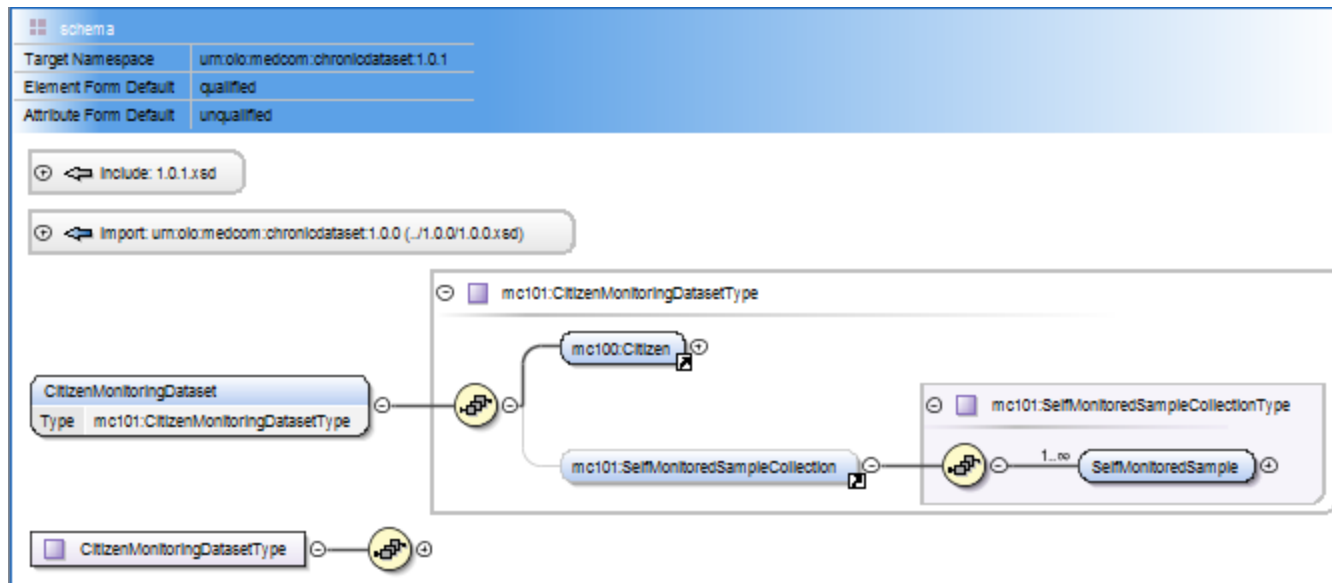 schema
Target Namespace urn:oio:medcom:chronicdataset:1.0.1
Element Form Default qualified
Attribute Form Default unqualified
Include: 1.0.1.xsd
Import: urn:oio:medcom:chronicdataset:1.0.0 (../1.0.0/1.0.0.xsd)
mc101:CitizenMonitoringDatasetType
mc100:Citizen
CitizenMonitoringDataset
Type mc101:CitizenMonitoringDatasetType
mc101:SelfMonitoredSampleCollectionType
mc101:SelfMonitoredSampleCollection
1..∞
SelfMonitoredSample
CitizenMonitoringDatasetType